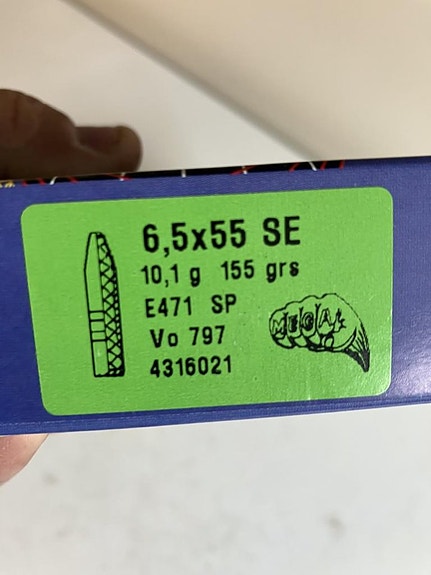 6,5x55 SE
10,1 g 155 grs
E471 SP
Vo 797
4316021
MEGA